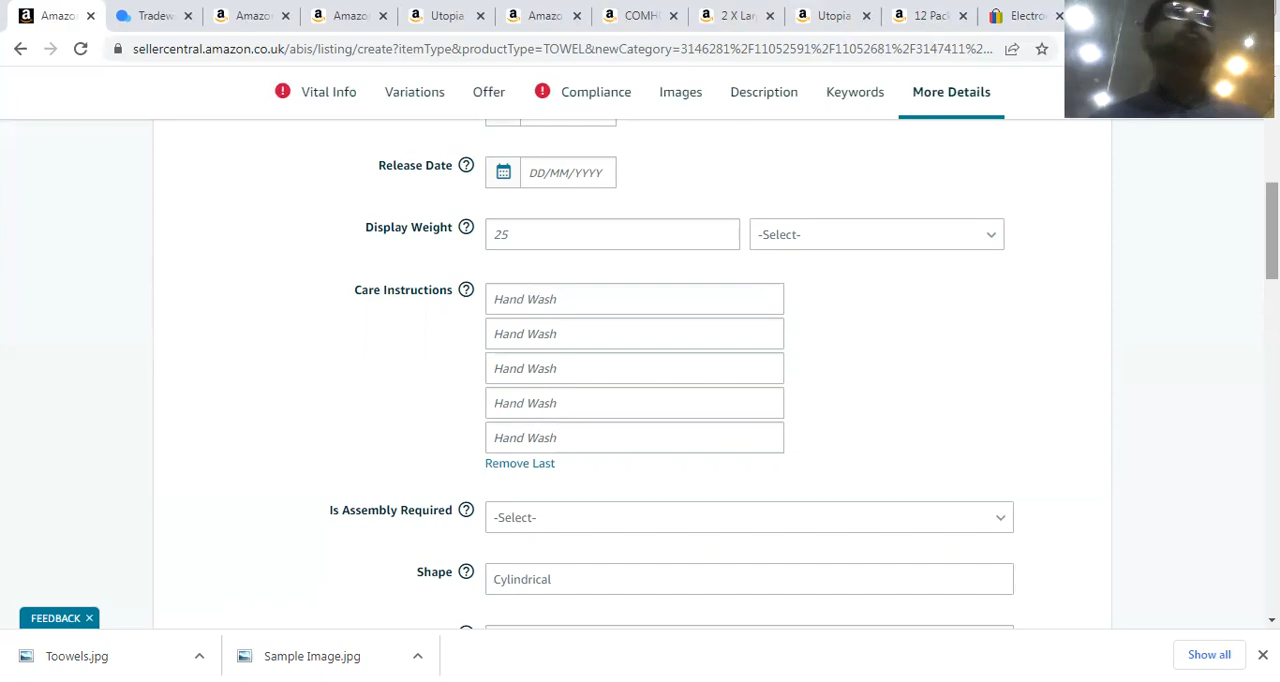 Amazo
Tradew
Amazo
Amazo
Utopia
Amazo
COMH
2 X Lar
Utopia
12 Pac
Electro
sellercentral.amazon.co.uk/abis/listing/create?itemType&productType=TOWEL&newCategory=3146281%2F11052591%2F11052681%2F3147411%2...
Vital Info
Variations
Offer
Compliance
Images
Description
Keywords
More Details
Release Date
DD/MM/YYYY
Display Weight
25
-Select-
Care Instructions
Hand Wash
Hand Wash
Hand Wash
Hand Wash
Hand Wash
Remove Last
Is Assembly Required
-Select-
Shape
Cylindrical
FEEDBACK
Toowels.jpg
Sample Image.jpg
Show all